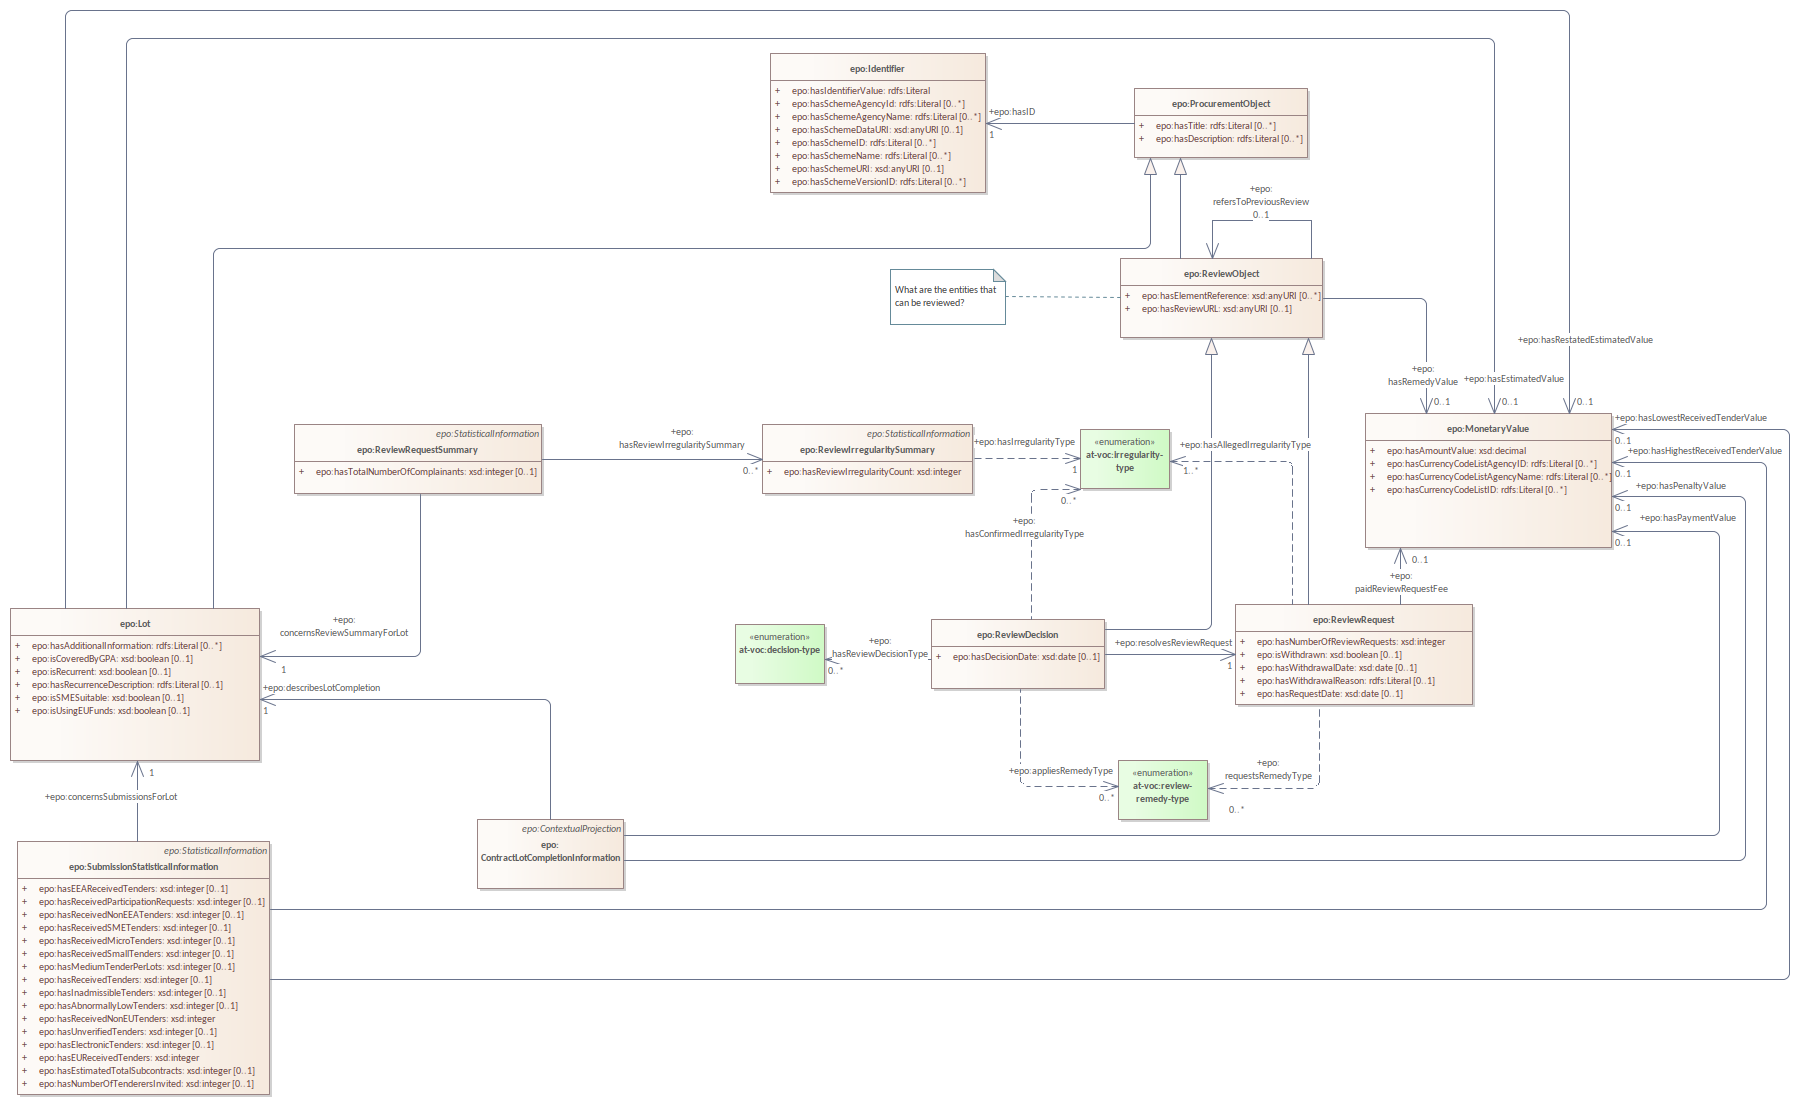 epo:Identifier
+ epo:hasIdentifierValue: rdfs:Literal
+ epo:hasSchemeAgencyId: rdfs:Literal [0..*]
+ epo:hasSchemeAgencyName: rdfs:Literal [0..*]
+ epo:hasSchemeDataURI: xsd:anyURI [0..1]
+ epo:hasSchemeID: rdfs:Literal [0..*]
+ epo:hasSchemeName: rdfs:Literal [0..*]
+ epo:hasSchemeURI: xsd:anyURI [0..1]
+ epo:hasSchemeVersionID: rdfs:Literal [0..*]
+epo:hasID
1
epo:ProcurementObject
+ epo:hasTitle: rdfs:Literal [0..*]
+ epo:hasDescription: rdfs:Literal [0..*]
+epo:
refersToPreviousReview
0..1
What are the entities that
can be reviewed?
epo:ReviewObject
+ epo:hasElementReference: xsd:anyURI [0..*]
+ epo:hasReviewURL: xsd:anyURI [0..1]
+epo:hasRestatedEstimatedValue
0..1
+epo:
hasRemedyValue
0..1
+epo:hasEstimatedValue
0..1
epo:MonetaryValue
+ epo:hasAmountValue: xsd:decimal
+ epo:hasCurrencyCodeListAgencyID: rdfs:Literal [0..*]
+ epo:hasCurrencyCodeListAgencyName: rdfs:Literal [0..*]
+ epo:hasCurrencyCodeListID: rdfs:Literal [0..*]
+epo:hasLowestReceivedTenderValue
0..1
+epo:hasHighestReceivedTenderValue
0..1
+epo:hasPenaltyValue
0..1
+epo:hasPaymentValue
0..1
epo:StatisticalInformation
epo:ReviewRequestSummary
+ epo:hasTotalNumberOfComplainants: xsd:integer [0..1]
+epo:
hasReviewIrregularitySummary
0..*
epo:StatisticalInformation
epo:ReviewIrregularitySummary
+ epo:hasReviewIrregularityCount: xsd:integer
+epo:hasIrregularityType
1
«enumeration»
at-voc:irregularity-
type
+epo:hasAllegedIrregularityType
1..*
0..*
+epo:
hasConfirmedIrregularityType
0..1
+epo:
paidReviewRequestFee
epo:Lot
+ epo:hasAdditionalInformation: rdfs:Literal [0..*]
+ epo:isCoveredByGPA: xsd:boolean [0..1]
+ epo:isRecurrent: xsd:boolean [0..1]
+ epo:hasRecurrenceDescription: rdfs:Literal [0..1]
+ epo:isSMESuitable: xsd:boolean [0..1]
+ epo:isUsingEUFunds: xsd:boolean [0..1]
+epo:
concernsReviewSummaryForLot
1
+epo:describesLotCompletion
1
«enumeration»
at-voc:decision-type
+epo:
hasReviewDecisionType
0..*
epo:ReviewDecision
+ epo:hasDecisionDate: xsd:date [0..1]
+epo:resolvesReviewRequest
1
epo:ReviewRequest
+ epo:hasNumberOfReviewRequests: xsd:integer
+ epo:isWithdrawn: xsd:boolean [0..1]
+ epo:hasWithdrawalDate: xsd:date [0..1]
+ epo:hasWithdrawalReason: rdfs:Literal [0..1]
+ epo:hasRequestDate: xsd:date [0..1]
+epo:appliesRemedyType
0..*
«enumeration»
at-voc:review-
remedy-type
+epo:
requestsRemedyType
0..*
1
+epo:concernsSubmissionsForLot
epo:ContextualProjection
epo:
ContractLotCompletionInformation
epo:StatisticalInformation
epo:SubmissionStatisticalInformation
+ epo:hasEEAReceivedTenders: xsd:integer [0..1]
+ epo:hasReceivedParticipationRequests: xsd:integer [0..1]
+ epo:hasReceivedNonEEATenders: xsd:integer [0..1]
+ epo:hasReceivedSMETenders: xsd:integer [0..1]
+ epo:hasReceivedMicroTenders: xsd:integer [0..1]
+ epo:hasReceivedSmallTenders: xsd:integer [0..1]
+ epo:hasMediumTenderPerLots: xsd:integer [0..1]
+ epo:hasReceivedTenders: xsd:integer [0..1]
+ epo:hasInadmissibleTenders: xsd:integer [0..1]
+ epo:hasAbnormallyLowTenders: xsd:integer [0..1]
+ epo:hasReceivedNonEUTenders: xsd:integer
+ epo:hasUnverifiedTenders: xsd:integer [0..1]
+ epo:hasElectronicTenders: xsd:integer [0..1]
+ epo:hasEUReceivedTenders: xsd:integer
+ epo:hasEstimatedTotalSubcontracts: xsd:integer [0..1]
+ epo:hasNumberOfTenderersInvited: xsd:integer [0..1]